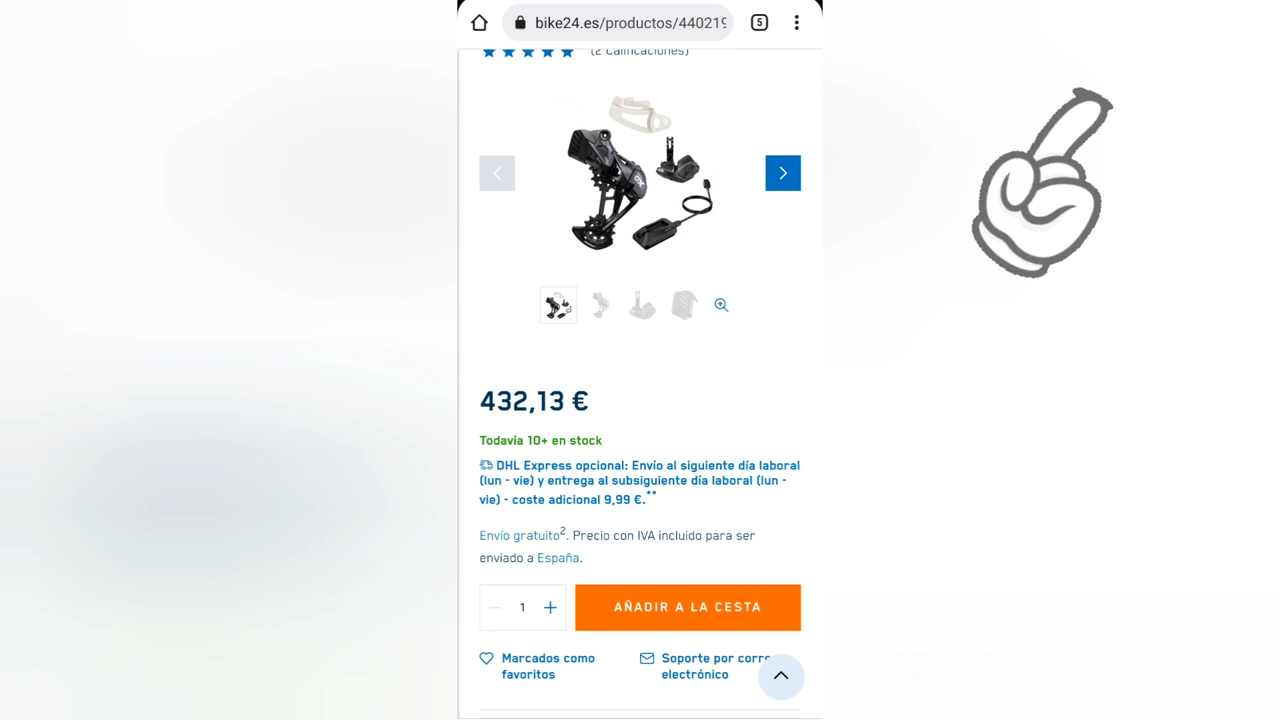 bike24.es/productos/440219
5
(2 Calificaciones)
432,13 €
Todavía 10+ en stock
DHL Express opcional: Envío al siguiente día laboral
(lun - vie) y entrega al subsiguiente día laboral (lun -
vie) - coste adicional 9,99 €.**
Envío gratuito². Precio con IVA incluido para ser
enviado a España.
1
AÑADIR A LA CESTA
Marcados como
favoritos
Soporte por corre
electrónico